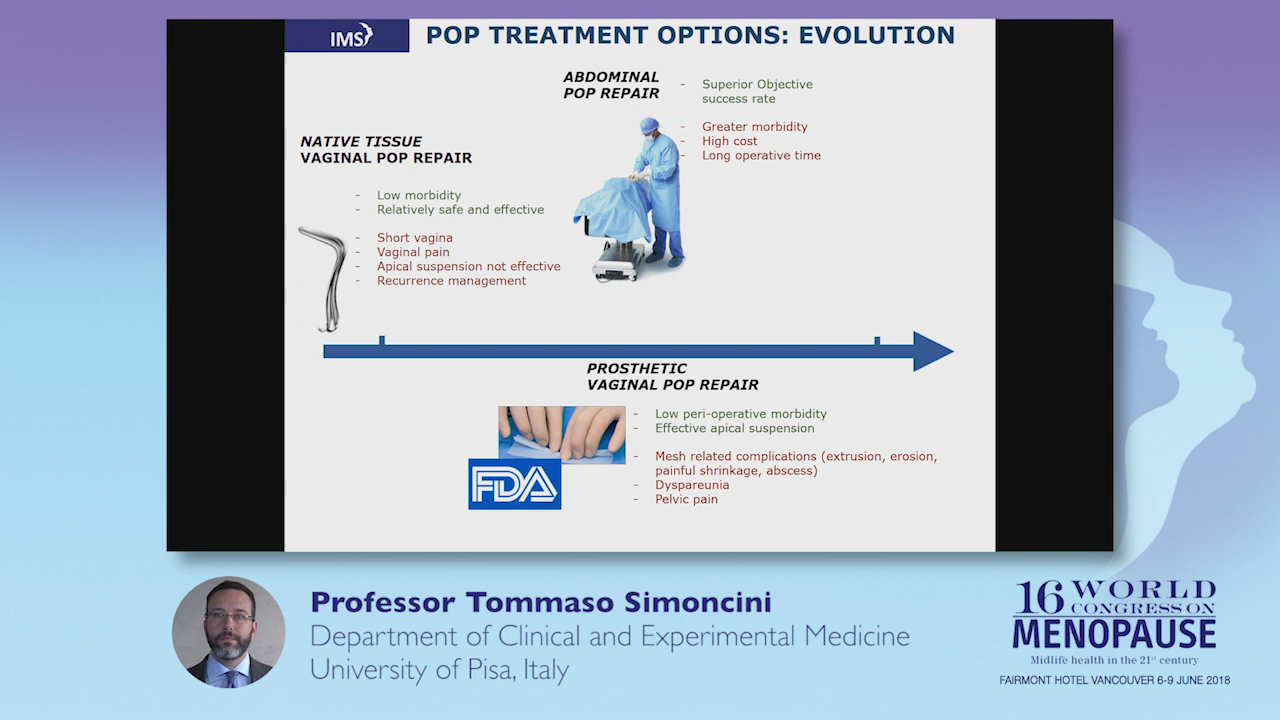 IMS
POP TREATMENT OPTIONS: EVOLUTION
ABDOMINAL
POP REPAIR
- Superior Objective
success rate
- Greater morbidity
- High cost
- Long operative time
NATIVE TISSUE
VAGINAL POP REPAIR
- Low morbidity
- Relatively safe and effective
- Short vagina
- Vaginal pain
- Apical suspension not effective
- Recurrence management
PROSTHETIC
VAGINAL POP REPAIR
- Low peri-operative morbidity
- Effective apical suspension
- Mesh related complications (extrusion, erosion,
painful shrinkage, abscess)
- Dyspareunia
- Pelvic pain
FDA
Professor Tommaso Simoncini
Department of Clinical and Experimental Medicine
University of Pisa, Italy
16 WORLD
CONGRESS ON
MENOPAUSE
Midlife health in the 21st century
FAIRMONT HOTEL VANCOUVER 6-9 JUNE 2018